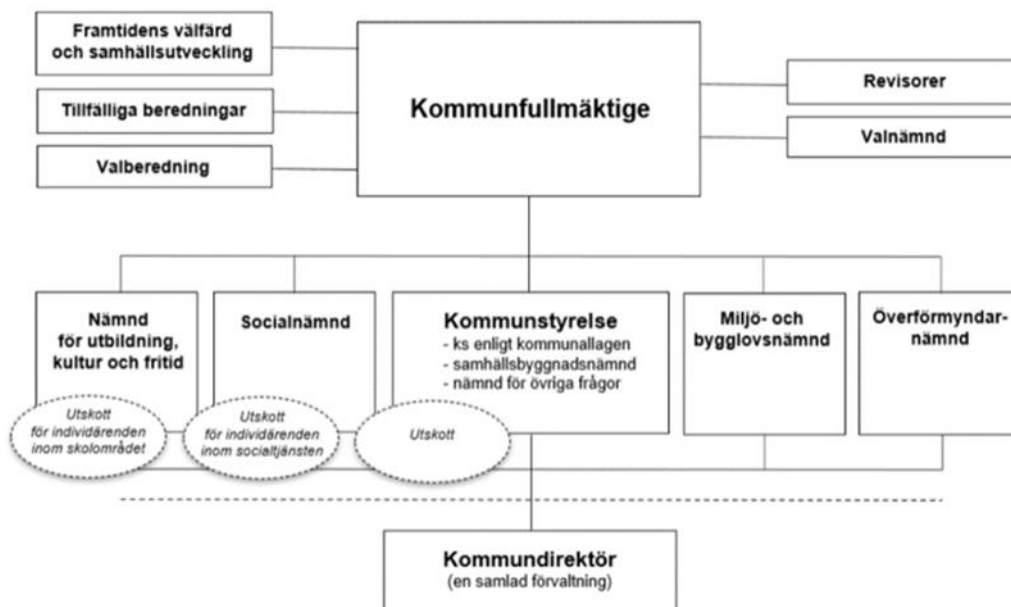 Framtidens välfärd
och samhällsutveckling
Tillfälliga beredningar
Valberedning
Kommunfullmäktige
Revisorer
Valnämnd
Nämnd
för utbildning,
kultur och fritid
Utskott
för individärenden
inom skolområdet
Socialnämnd
Utskott
för individärenden
inom socialtjänsten
Kommunstyrelse
- ks enligt kommunallagen
- samhällsbyggnadsnämnd
- nämnd för övriga frågor
Utskott
Miljö- och
bygglovsnämnd
Överförmyndar-
nämnd
Kommundirektör
(en samlad förvaltning)